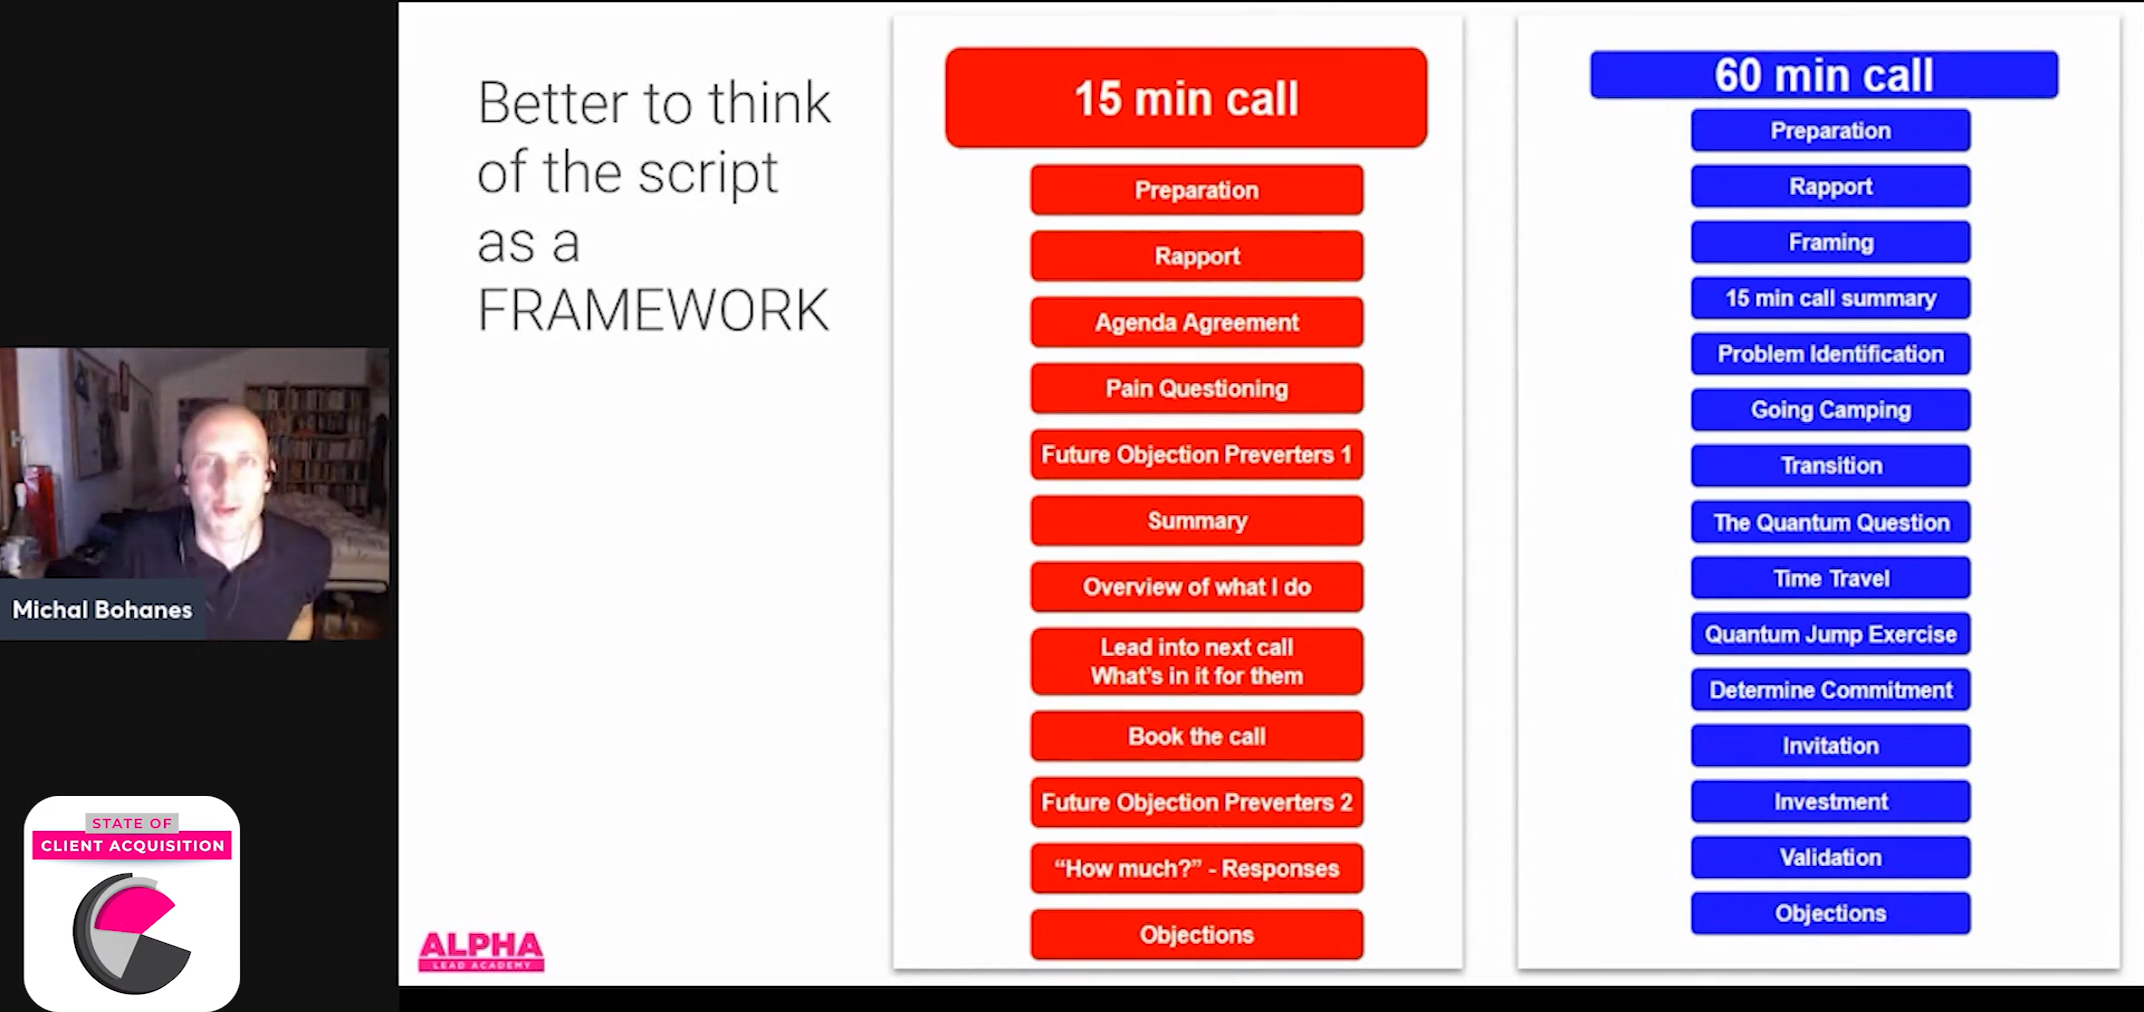 Better to think
of the script
as a
FRAMEWORK
15 min call
Preparation
Rapport
Agenda Agreement
Pain Questioning
Future Objection Preverters 1
Summary
Overview of what I do
Lead into next call
What's in it for them
Book the call
Future Objection Preverters 2
“How much?” - Responses
Objections
60 min call
Preparation
Rapport
Framing
15 min call summary
Problem Identification
Going Camping
Transition
The Quantum Question
Time Travel
Quantum Jump Exercise
Determine Commitment
Invitation
Investment
Validation
Objections
Michal Bohanes
STATE OF
CLIENT ACQUISITION
ALPHA
LEAD ACADEMY